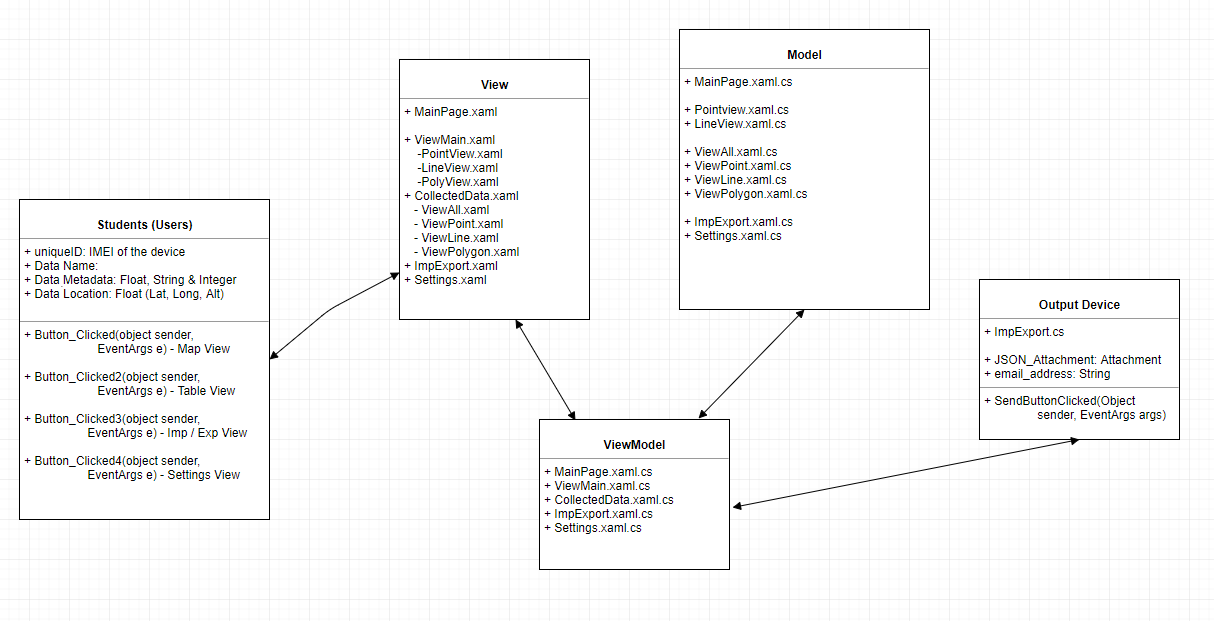 Students (Users)
+ uniqueID: IMEI of the device
+ Data Name:
+ Data Metadata: Float, String & Integer
+ Data Location: Float (Lat, Long, Alt)
+ Button_Clicked(object sender,
EventArgs e) - Map View
+ Button_Clicked2(object sender,
EventArgs e) - Table View
+ Button_Clicked3(object sender,
EventArgs e) - Imp / Exp View
+ Button_Clicked4(object sender,
EventArgs e) - Settings View
View
+ MainPage.xaml
+ ViewMain.xaml
-PointView.xaml
-LineView.xaml
-PolyView.xaml
+ CollectedData.xaml
- ViewAll.xaml
- ViewPoint.xaml
- ViewLine.xaml
- ViewPolygon.xaml
+ ImpExport.xaml
+ Settings.xaml
Model
+ MainPage.xaml.cs
+ Pointview.xaml.cs
+ LineView.xaml.cs
+ ViewAll.xaml.cs
+ ViewPoint.xaml.cs
+ ViewLine.xaml.cs
+ ViewPolygon.xaml.cs
+ ImpExport.xaml.cs
+ Settings.xaml.cs
ViewModel
+ MainPage.xaml.cs
+ ViewMain.xaml.cs
+ CollectedData.xaml.cs
+ ImpExport.xaml.cs
+ Settings.xaml.cs
Output Device
+ ImpExport.cs
+ JSON_Attachment: Attachment
+ email_address: String
+ SendButtonClicked(Object
sender, EventArgs args)